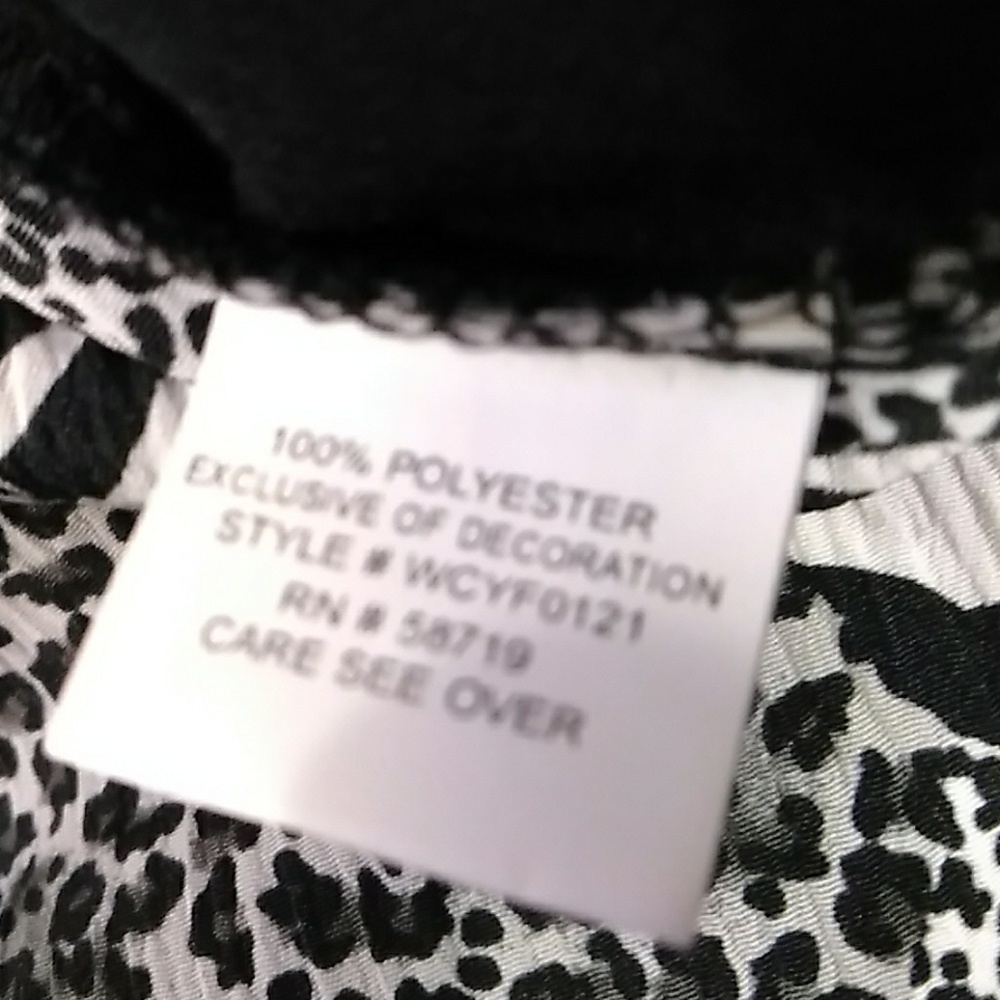 100% POLYESTER
EXCLUSIVE OF DECORATION
STYLE # WCYF0121
RN # 58719
CARE SEE OVER